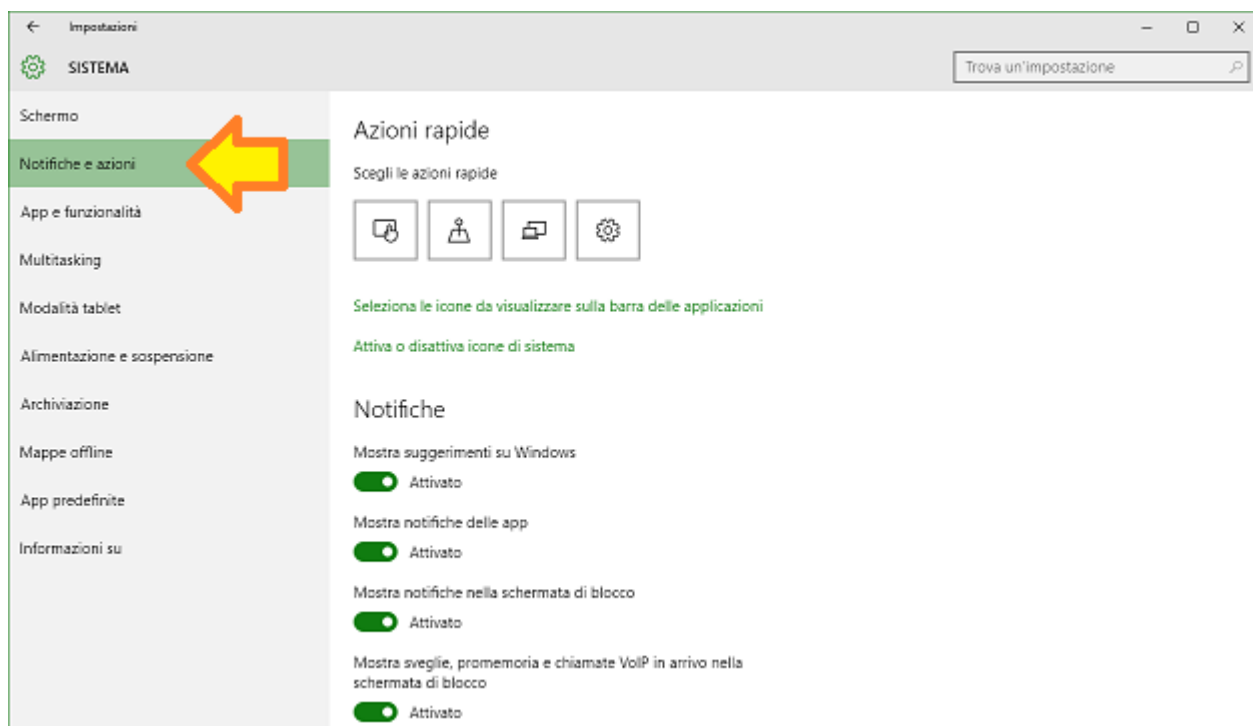 Impostazioni
SISTEMA
Trova un'impostazione
Schermo
Notifiche e azioni
App e funzionalità
Multitasking
Modalità tablet
Alimentazione e sospensione
Archiviazione
Mappe offline
App predefinite
Informazioni su
Azioni rapide
Scegli le azioni rapide
Seleziona le icone da visualizzare sulla barra delle applicazioni
Attiva o disattiva icone di sistema
Notifiche
Mostra suggerimenti su Windows
Attivato
Mostra notifiche delle app
Attivato
Mostra notifiche nella schermata di blocco
Attivato
Mostra sveglie, promemoria e chiamate VoIP in arrivo nella
schermata di blocco
Attivato